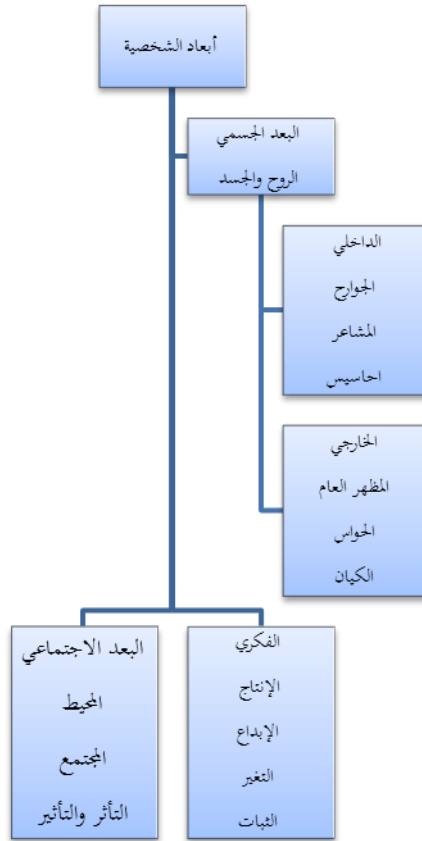 أبعاد الشخصية
البعد الجسمي
الروح والجسد
الداخلي
الجوارح
المشاعر
احاسيس
الخارجي
المظهر العام
الحواس
الكيان
الفكري
الإنتاج
الإبداع
التغير
الثبات
البعد الاجتماعي
المحيط
المجتمع
التأثر والتأثير